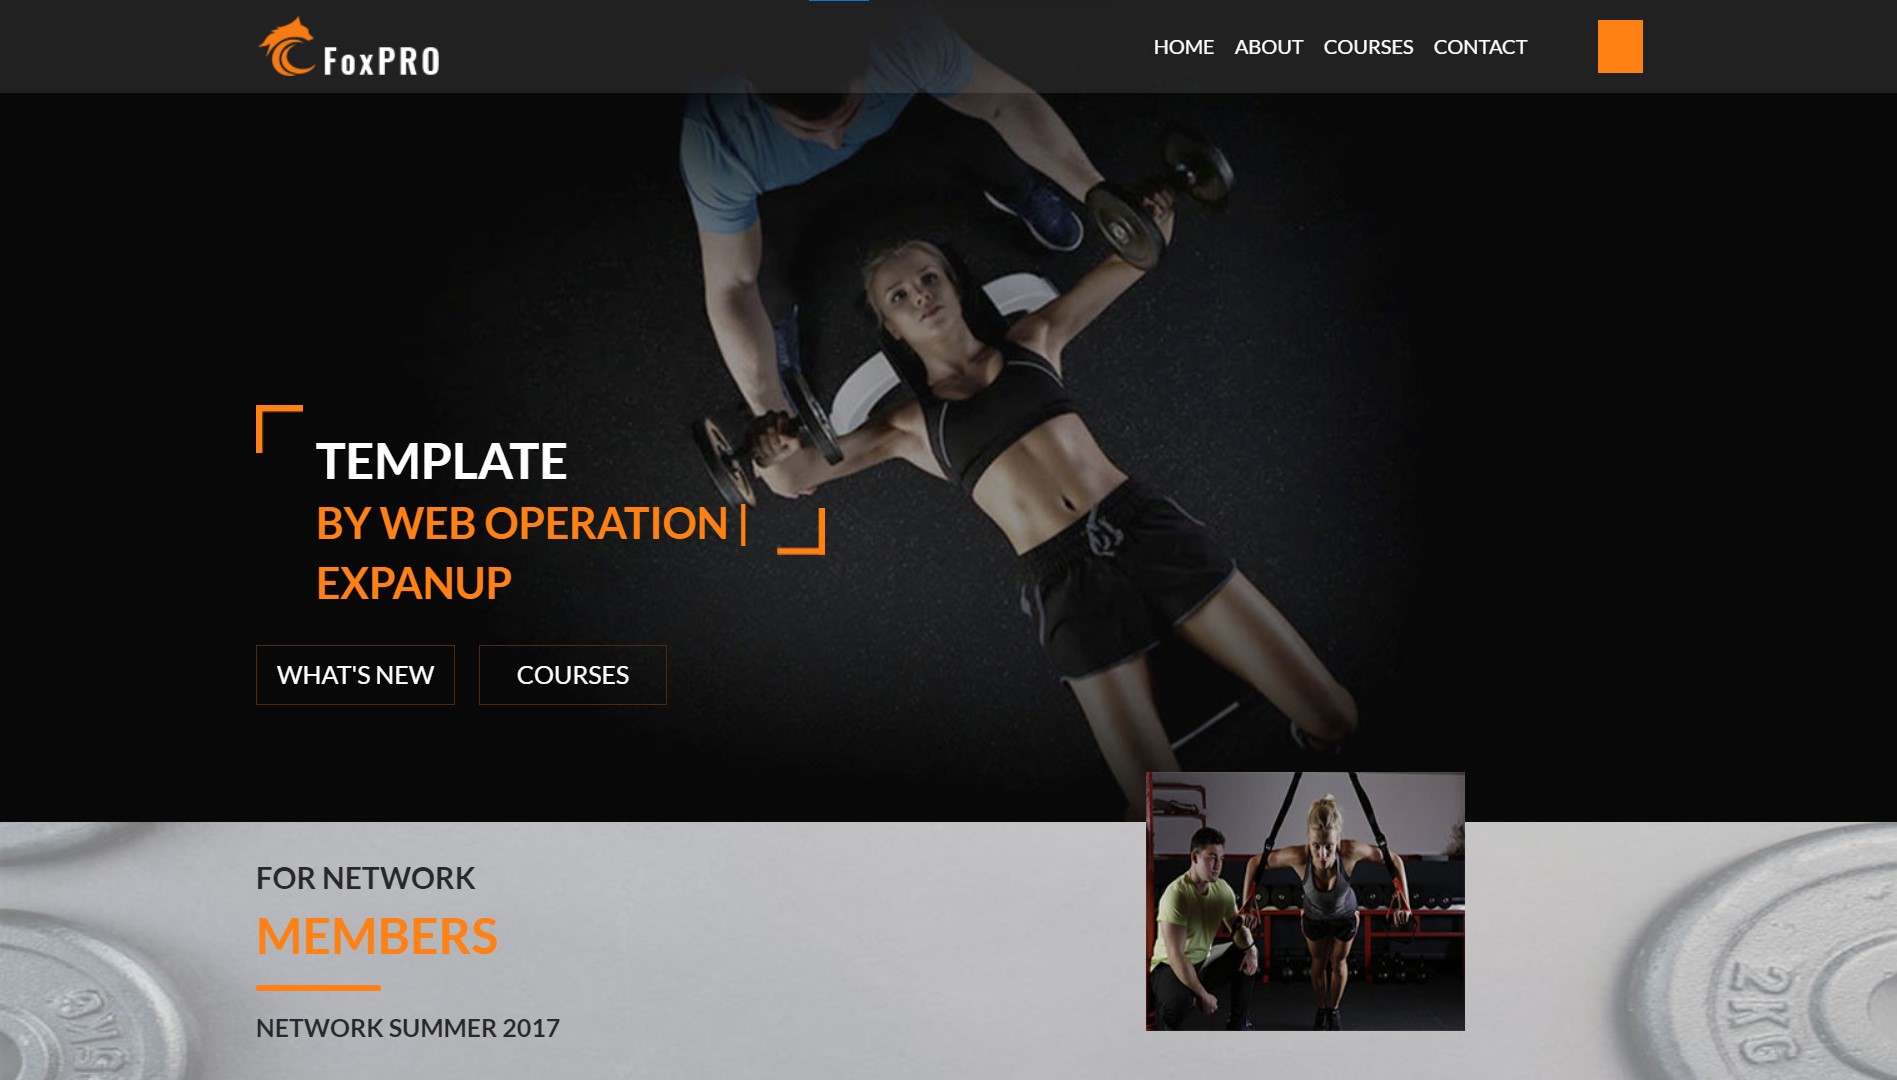 FoxPRO
HOME ABOUT COURSES CONTACT
TEMPLATE
BY WEB OPERATION |
EXPANUP
WHAT'S NEW COURSES
FOR NETWORK
MEMBERS
NETWORK SUMMER 2017
2KG